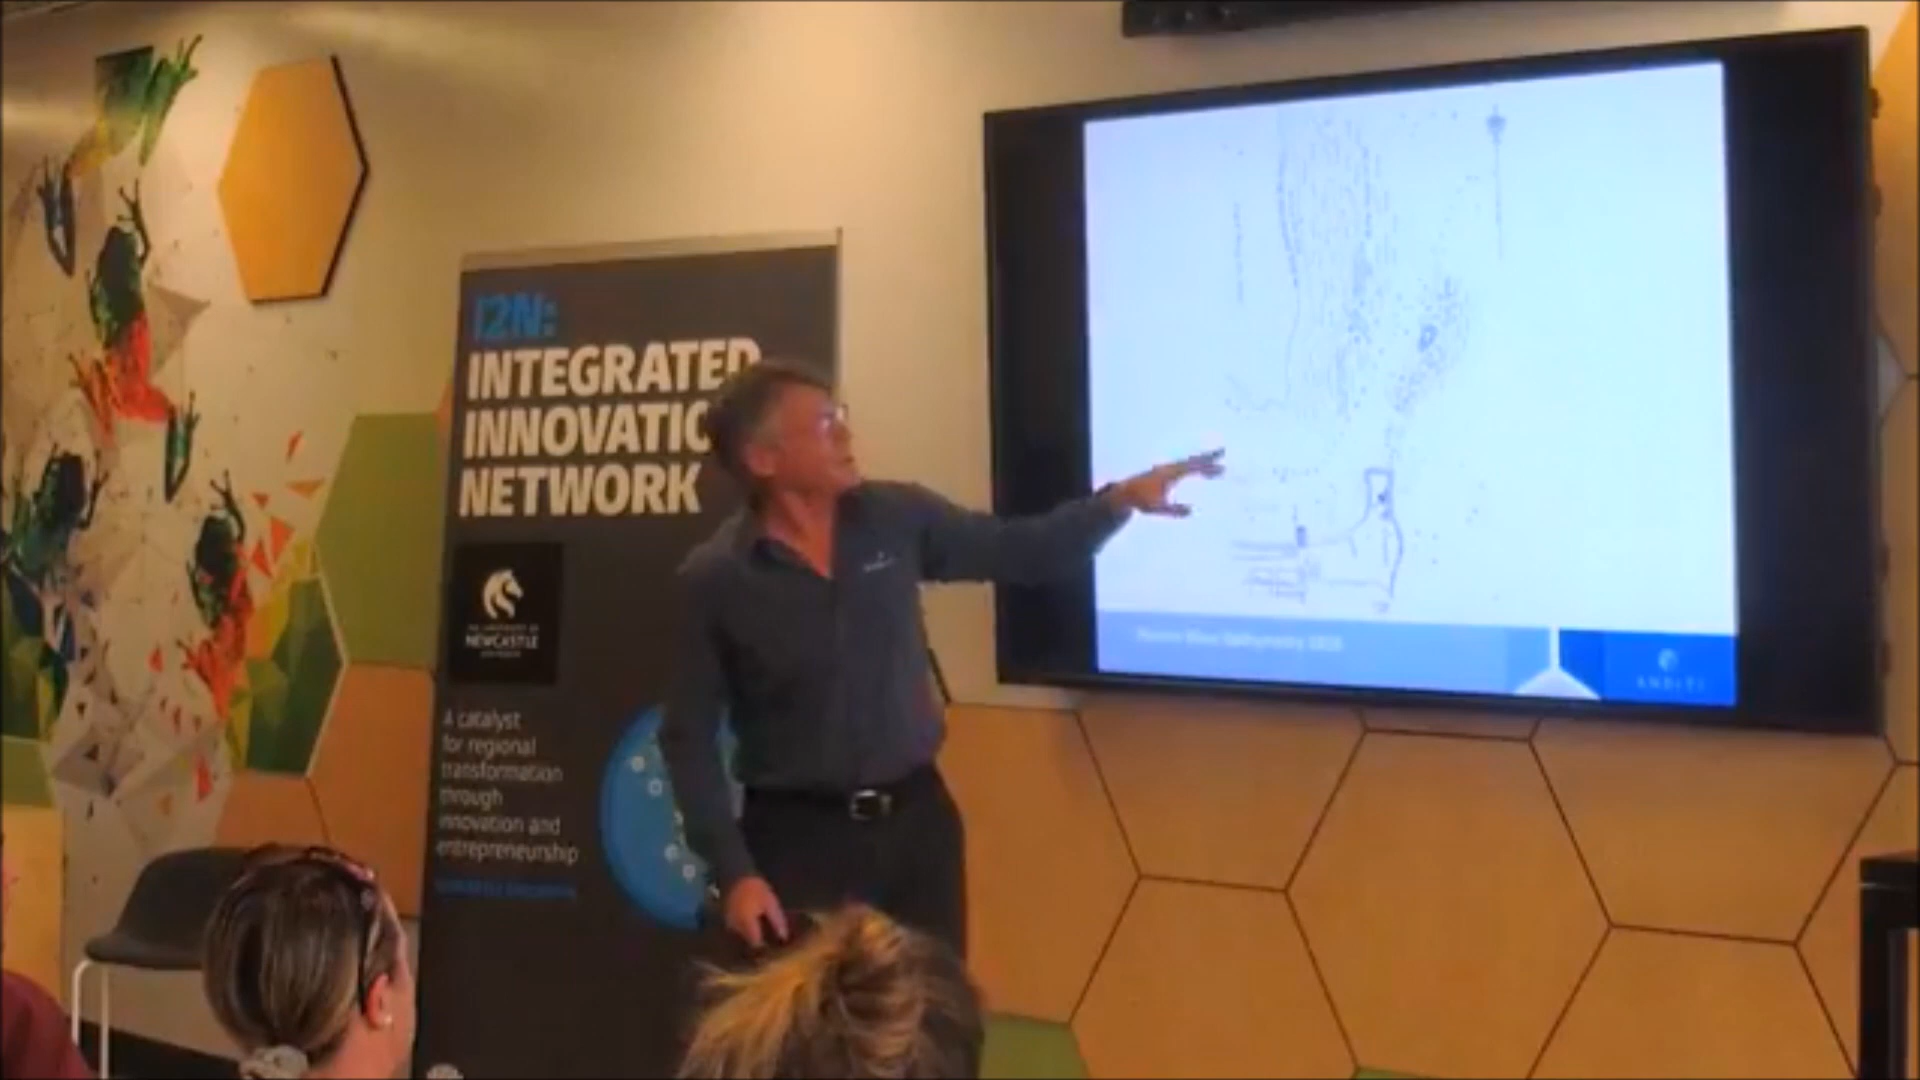 I2N:
INTEGRATED
INNOVATIO
NETWORK
NEWCASTLE
A catalyst
for regional
transformation
through
innovation and
entrepreneurship